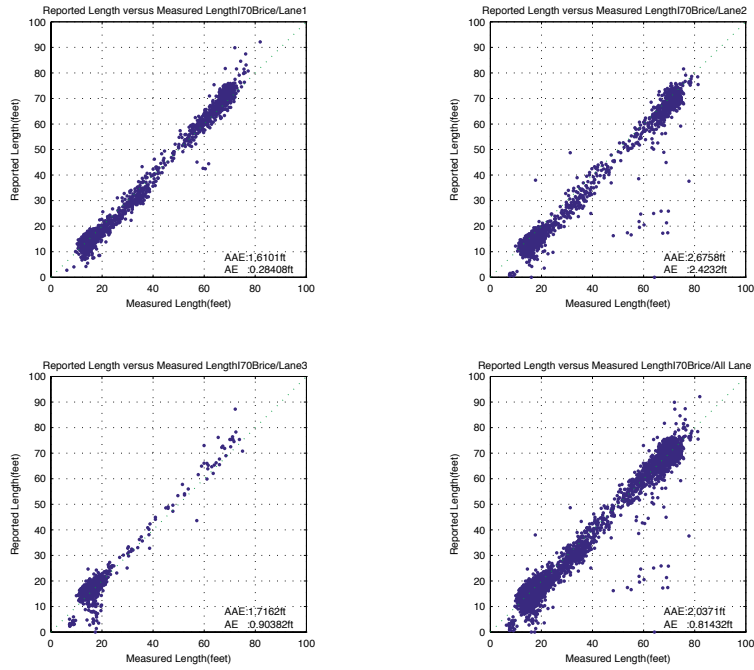 Reported Length versus Measured LengthI70Brice/Lane1
100
90
80
70
60
50
40
30
20
10
0
Reported Length(feet)
AAE:1.6101ft
AE :0.28408ft
0 20 40 60 80 100
Measured Length(feet)
Reported Length versus Measured LengthI70Brice/Lane2
100
90
80
70
60
50
40
30
20
10
0
Reported Length(feet)
AAE:2.6758ft
AE :2.4232ft
0 20 40 60 80 100
Measured Length(feet)
Reported Length versus Measured LengthI70Brice/Lane3
100
90
80
70
60
50
40
30
20
10
0
Reported Length(feet)
AAE:1.7162ft
AE :0.90382ft
0 20 40 60 80 100
Measured Length(feet)
Reported Length versus Measured LengthI70Brice/All Lane
100
90
80
70
60
50
40
30
20
10
0
Reported Length(feet)
AAE:2.0371ft
AE :0.81432ft
0 20 40 60 80 100
Measured Length(feet)